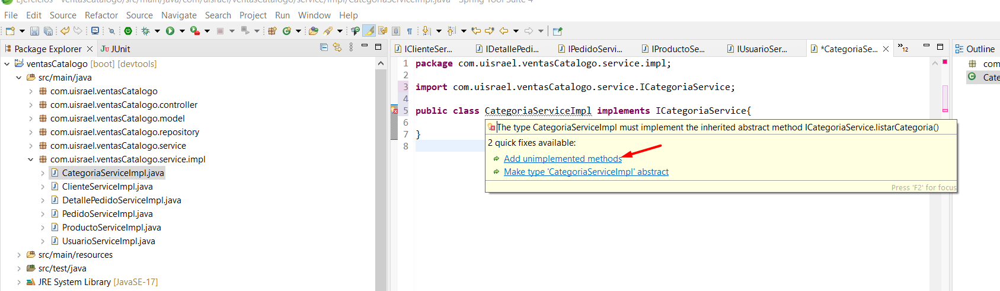 Ejercicios - ventasCatalogo/src/main/java/com/uisrael/ventasCatalogo/service/impl/CategoriaServiceImpl.java - Spring Tool Suite 4
File Edit Source Refactor Source Navigate Search Project Run Window Help
Package Explorer
JUnit
ventasCatalogo [boot] [devtools]
src/main/java
com.uisrael.ventasCatalogo
com.uisrael.ventasCatalogo.controller
com.uisrael.ventasCatalogo.model
com.uisrael.ventasCatalogo.repository
com.uisrael.ventasCatalogo.service
com.uisrael.ventasCatalogo.service.impl
CategoriaServiceImpl.java
ClienteServiceImpl.java
DetallePedidoServiceImpl.java
PedidoServiceImpl.java
ProductoServiceImpl.java
UsuarioServiceImpl.java
src/main/resources
src/test/java
JRE System Library [JavaSE-17]
IClienteSer... IDetallePedi... IPedidoServi... IProductoSe... IUsuarioSer... *CategoriaSe... »12
1 package com.uisrael.ventasCatalogo.service.impl;
2
3 import com.uisrael.ventasCatalogo.service.ICategoriaService;
4
5 public class CategoriaServiceImpl implements ICategoriaService{
6
7 }
8
The type CategoriaServiceImpl must implement the inherited abstract method ICategoriaService.listarCategoria()
2 quick fixes available:
Add unimplemented methods
Make type 'CategoriaServiceImpl' abstract
Press 'F2' for focus
Outline
com
Cate